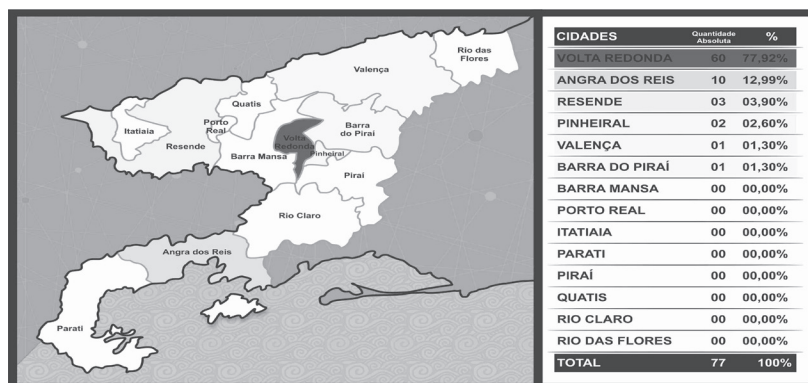 Rio das
Flores
Valença
Quatis
Porto
Real
Itatiaia
Resende
Barra
do Piraí
Volta
Redonda
Pinheiral
Barra Mansa
Piraí
Rio Claro
Angra dos Reis
Parati
CIDADES Quantidade Absoluta %
VOLTA REDONDA 60 77,92%
ANGRA DOS REIS 10 12,99%
RESENDE 03 03,90%
PINHEIRAL 02 02,60%
VALENÇA 01 01,30%
BARRA DO PIRAÍ 01 01,30%
BARRA MANSA 00 00,00%
PORTO REAL 00 00,00%
ITATIAIA 00 00,00%
PARATI 00 00,00%
PIRAÍ 00 00,00%
QUATIS 00 00,00%
RIO CLARO 00 00,00%
RIO DAS FLORES 00 00,00%
TOTAL 77 100%